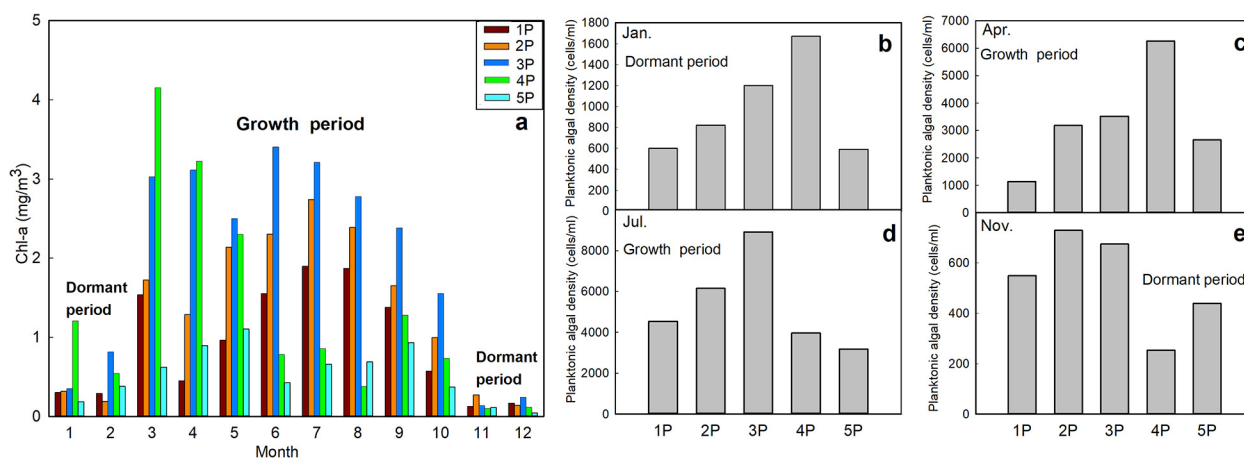 5
4
3
2
1
0
Chl-a (mg/m³)
1P
2P
3P
4P
5P
a
Growth period
Dormant
period
Dormant
period
1 2 3 4 5 6 7 8 9 10 11 12
Month
1800
1600
1400
1200
1000
800
600
400
200
0
Planktonic algal density (cells/ml)
Jan.
b
Dormant period
7000
6000
5000
4000
3000
2000
1000
0
Planktonic algal density (cells/ml)
Apr.
c
Growth period
8000
6000
4000
2000
0
Planktonic algal density (cells/ml)
Jul.
d
Growth period
1P 2P 3P 4P 5P
600
400
200
0
Planktonic algal density (cells/ml)
Nov.
e
Dormant period
1P 2P 3P 4P 5P